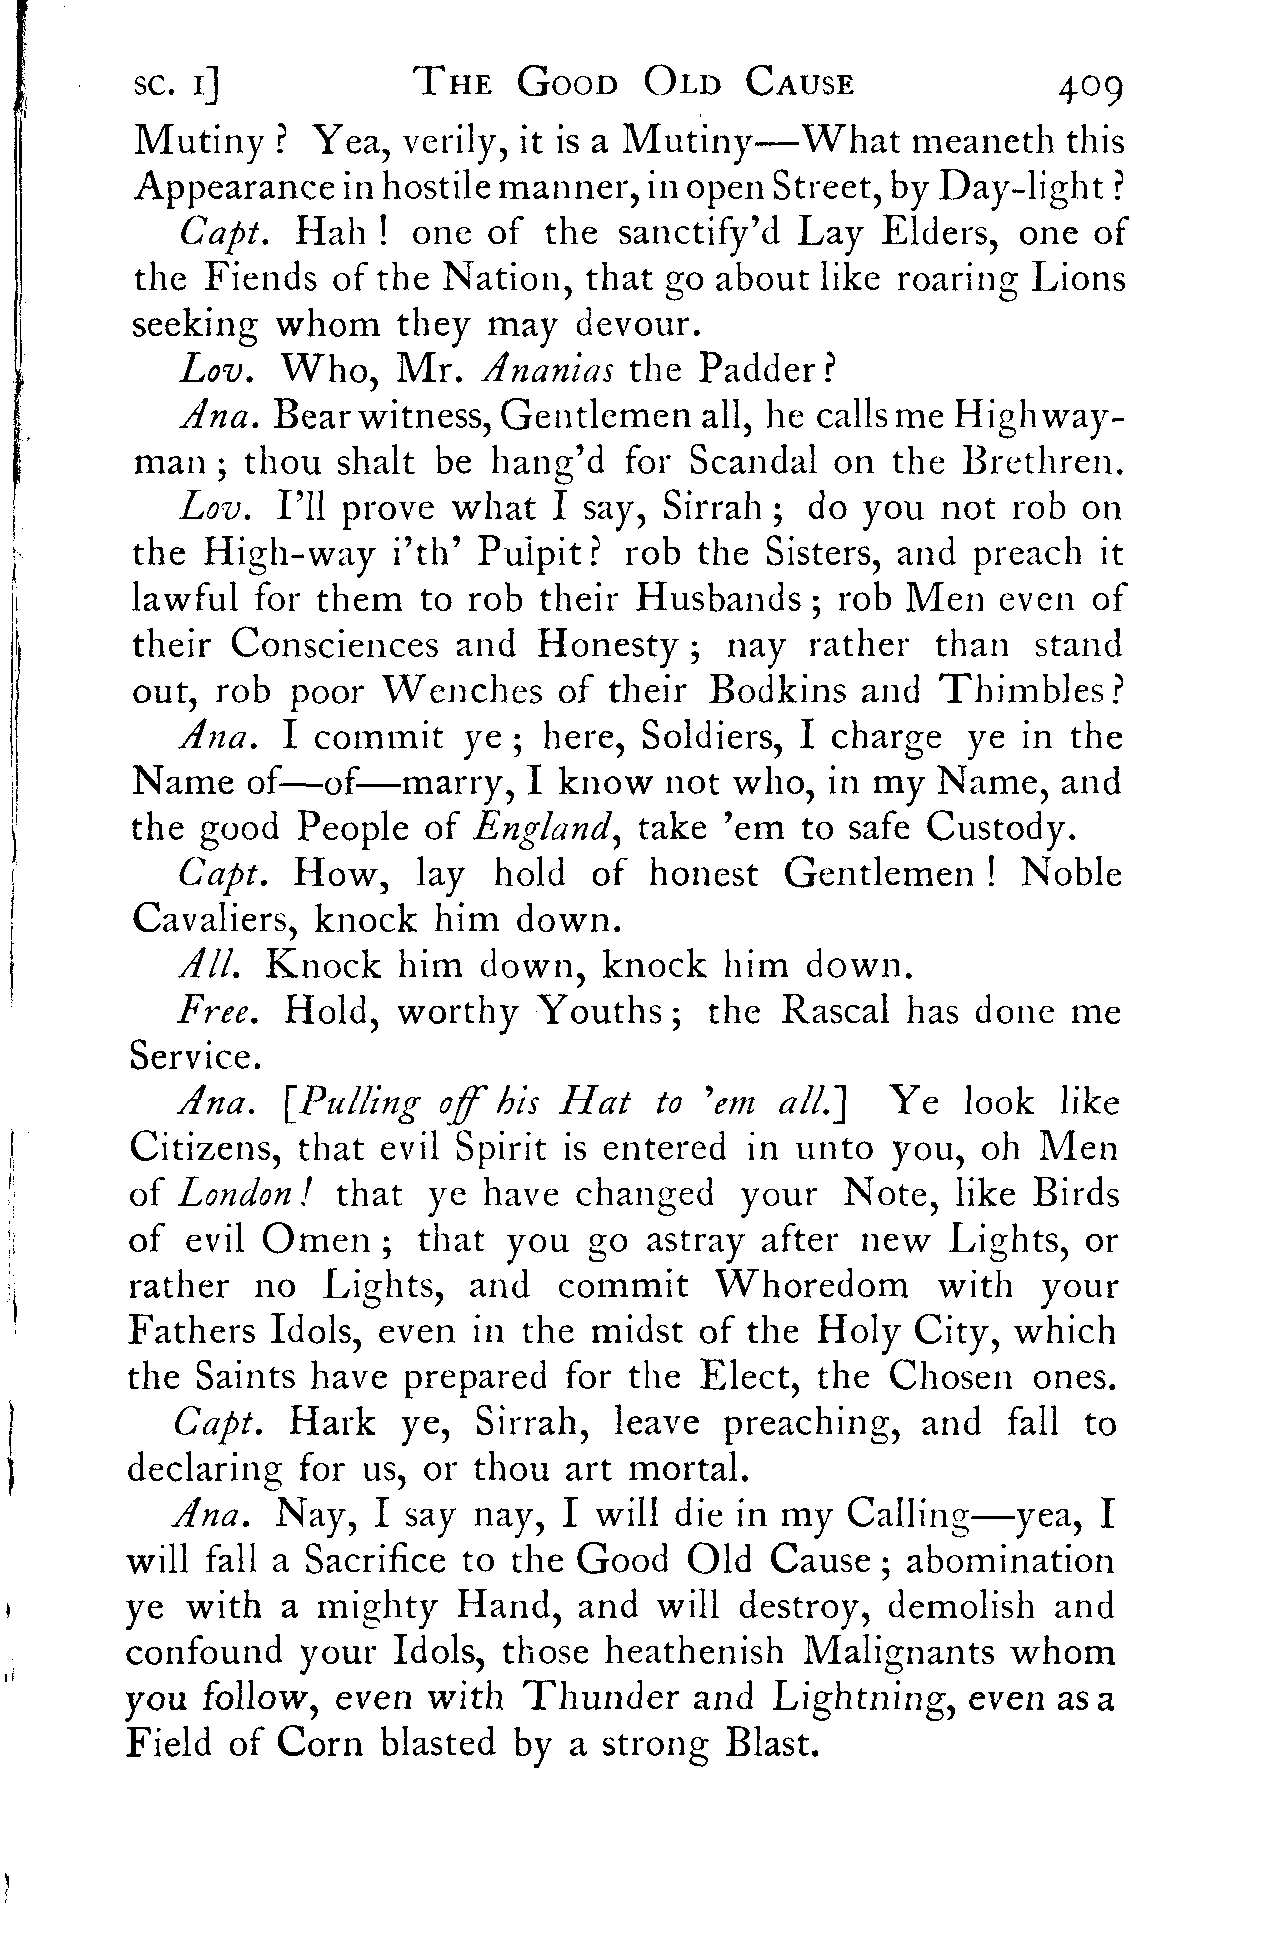 SC. I] THE GOOD OLD CAUSE 409
Mutiny ? Yea, verily, it is a Mutiny—What meaneth this
Appearance in hostile manner, in open Street, by Day-light ?
Capt. Hah ! one of the sanctify'd Lay Elders, one of
the Fiends of the Nation, that go about like roaring Lions
seeking whom they may devour.
Lov. Who, Mr. Ananias the Padder ?
Ana. Bear witness, Gentlemen all, he calls me Highway-
man ; thou shalt be hang'd for Scandal on the Brethren.
Lov. I'll prove what I say, Sirrah ; do you not rob on
the High-way i'th' Pulpit ? rob the Sisters, and preach it
lawful for them to rob their Husbands ; rob Men even of
their Consciences and Honesty ; nay rather than stand
out, rob poor Wenches of their Bodkins and Thimbles ?
Ana. I commit ye ; here, Soldiers, I charge ye in the
Name of—of—marry, I know not who, in my Name, and
the good People of England, take 'em to safe Custody.
Capt. How, lay hold of honest Gentlemen ! Noble
Cavaliers, knock him down.
All. Knock him down, knock him down.
Free. Hold, worthy Youths ; the Rascal has done me
Service.
Ana. [Pulling off his Hat to 'em all.] Ye look like
Citizens, that evil Spirit is entered in unto you, oh Men
of London ! that ye have changed your Note, like Birds
of evil Omen ; that you go astray after new Lights, or
rather no Lights, and commit Whoredom with your
Fathers Idols, even in the midst of the Holy City, which
the Saints have prepared for the Elect, the Chosen ones.
Capt. Hark ye, Sirrah, leave preaching, and fall to
declaring for us, or thou art mortal.
Ana. Nay, I say nay, I will die in my Calling—yea, I
will fall a Sacrifice to the Good Old Cause ; abomination
ye with a mighty Hand, and will destroy, demolish and
confound your Idols, those heathenish Malignants whom
you follow, even with Thunder and Lightning, even as a
Field of Corn blasted by a strong Blast.